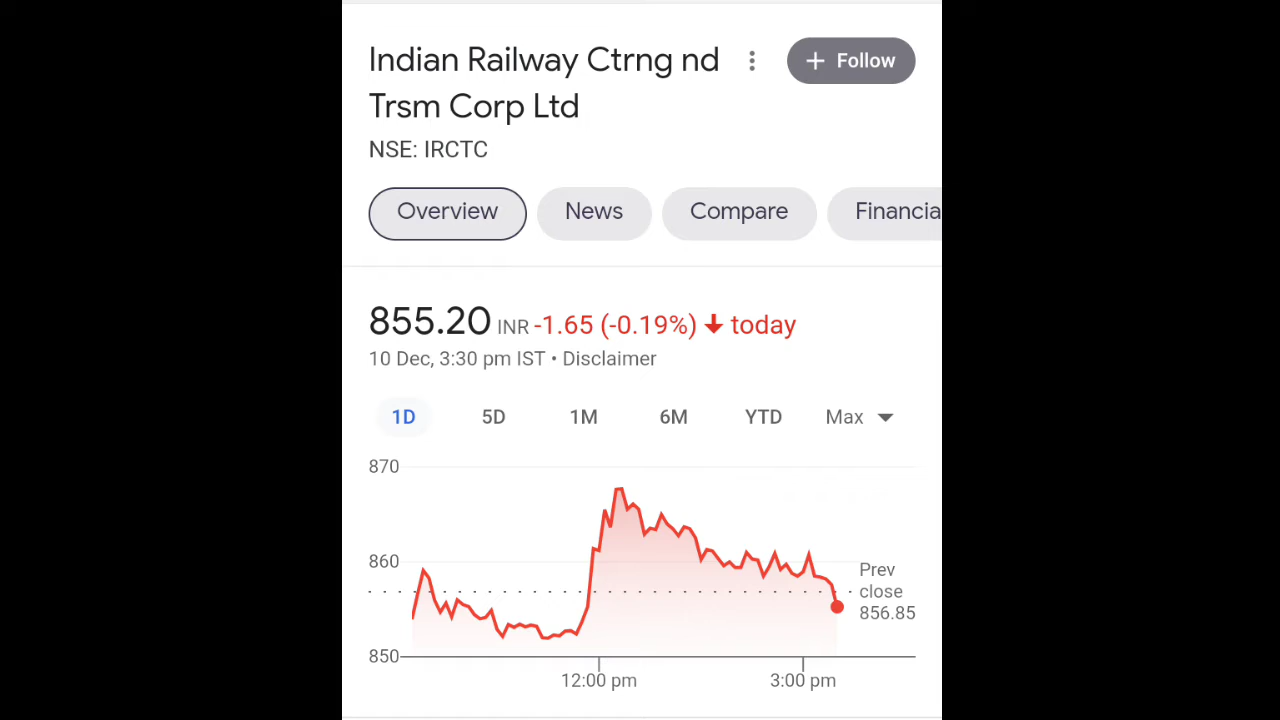 Indian Railway Ctrng nd
Trsm Corp Ltd
+ Follow
NSE: IRCTC
Overview
News
Compare
Financia
855.20 INR -1.65 (-0.19%) ↓ today
10 Dec, 3:30 pm IST • Disclaimer
1D
5D
1M
6M
YTD
Max
870
860
850
Prev
close
856.85
12:00 pm
3:00 pm